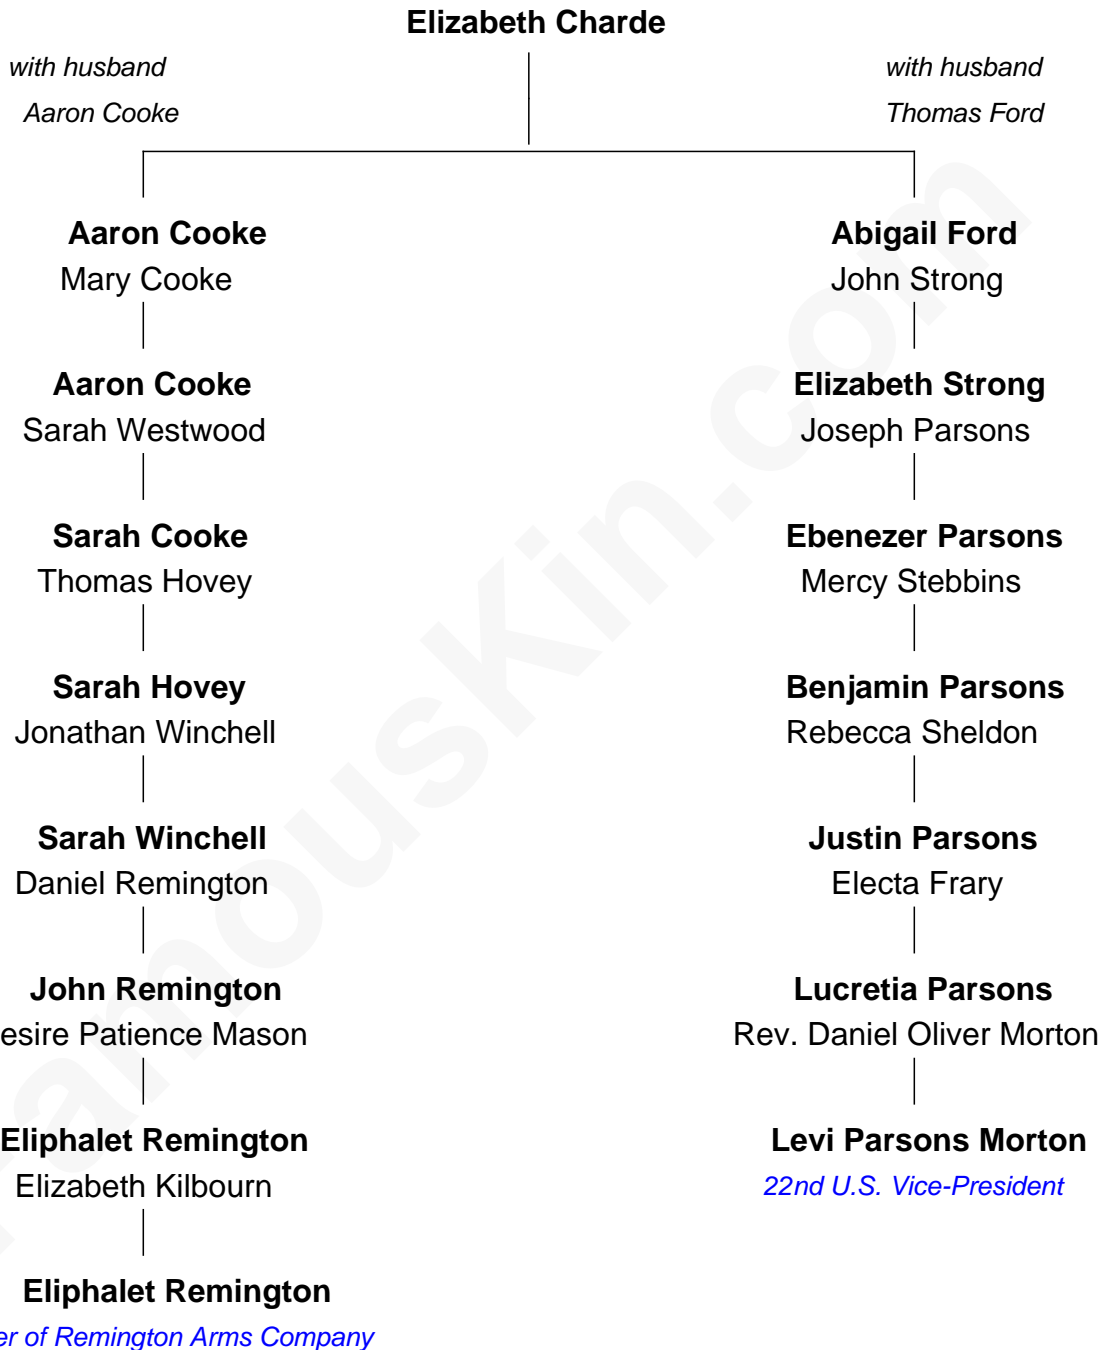 Elizabeth Charde
with husband
Aaron Cooke
with husband
Thomas Ford
Aaron Cooke
Mary Cooke
Abigail Ford
John Strong
Aaron Cooke
Sarah Westwood
Elizabeth Strong
Joseph Parsons
Sarah Cooke
Thomas Hovey
Ebenezer Parsons
Mercy Stebbins
Sarah Hovey
Jonathan Winchell
Benjamin Parsons
Rebecca Sheldon
Sarah Winchell
Daniel Remington
Justin Parsons
Electa Frary
John Remington
esire Patience Mason
Lucretia Parsons
Rev. Daniel Oliver Morton
Eliphalet Remington
Elizabeth Kilbourn
Levi Parsons Morton
22nd U.S. Vice-President
Eliphalet Remington
er of Remington Arms Company
FamousKin.com